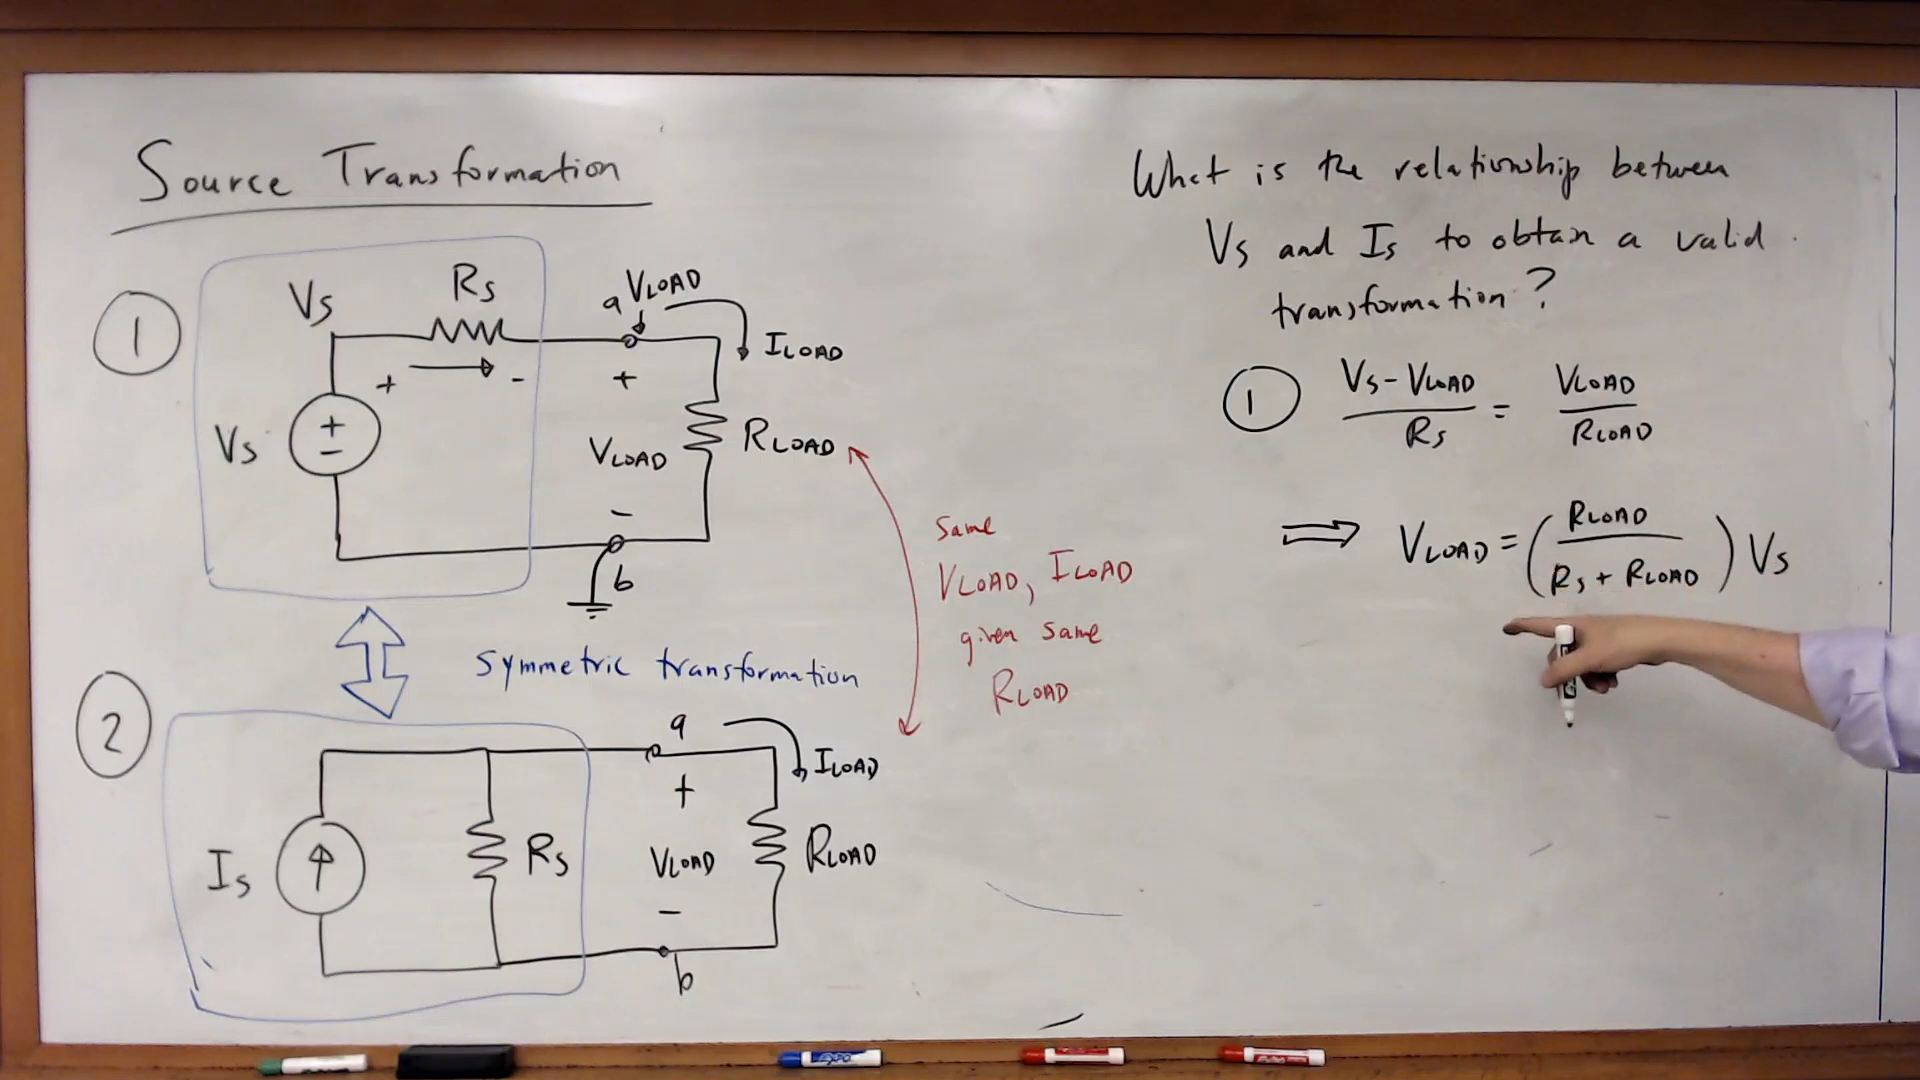 Source Transformation
1
Vs
Rs
a VLOAD
ILOAD
+ -
+
Vs
+
-
VLOAD
RLOAD
-
b
Symmetric transformation
same
VLOAD, ILOAD
given same
RLOAD
2
a
ILOAD
+
Is
Rs
VLOAD
RLOAD
-
b
What is the relationship between
Vs and Is to obtain a valid
transformation?
1 (Vs - VLOAD) / Rs = VLOAD / RLOAD
⇒ VLOAD = (RLOAD / (Rs + RLOAD)) Vs
EXPO